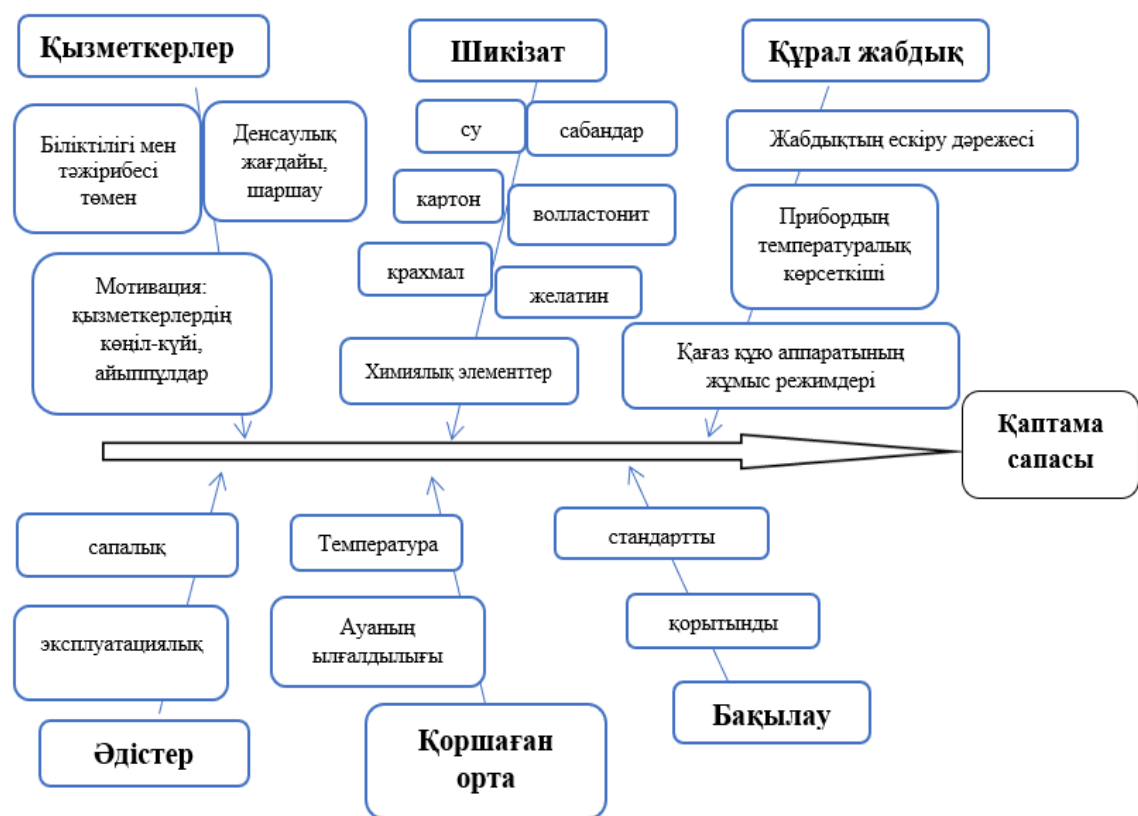 Қызметкерлер
Шикізат
Құрал жабдық
Біліктілігі мен
тәжірибесі
төмен
Денсаулық
жағдайы,
шаршау
Мотивация:
қызметкерлердің
көңіл-күйі,
айыппұлдар
су
сабандар
картон
волластонит
крахмал
желатин
Химиялық элементтер
Жабдықтың ескіру дәрежесі
Прибордың
температуралық
көрсеткіші
Қағаз құю аппаратының
жұмыс режимдері
Қаптама
сапасы
сапалық
эксплуатациялық
Әдістер
Температура
Ауаның
ылғалдылығы
Қоршаған
орта
стандартты
қорытынды
Бақылау